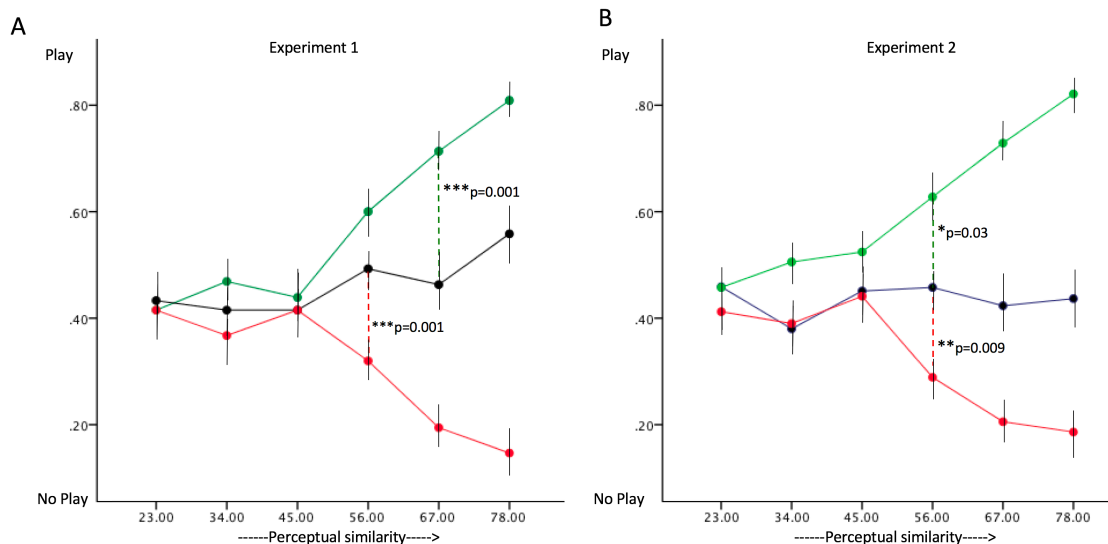 A
Experiment 1
Play
.80
.60
.40
.20
No Play
***p=0.001
***p=0.001
23.00 34.00 45.00 56.00 67.00 78.00
------Perceptual similarity----->
B
Experiment 2
Play
.80
.60
.40
.20
No Play
*p=0.03
**p=0.009
23.00 34.00 45.00 56.00 67.00 78.00
------Perceptual similarity----->